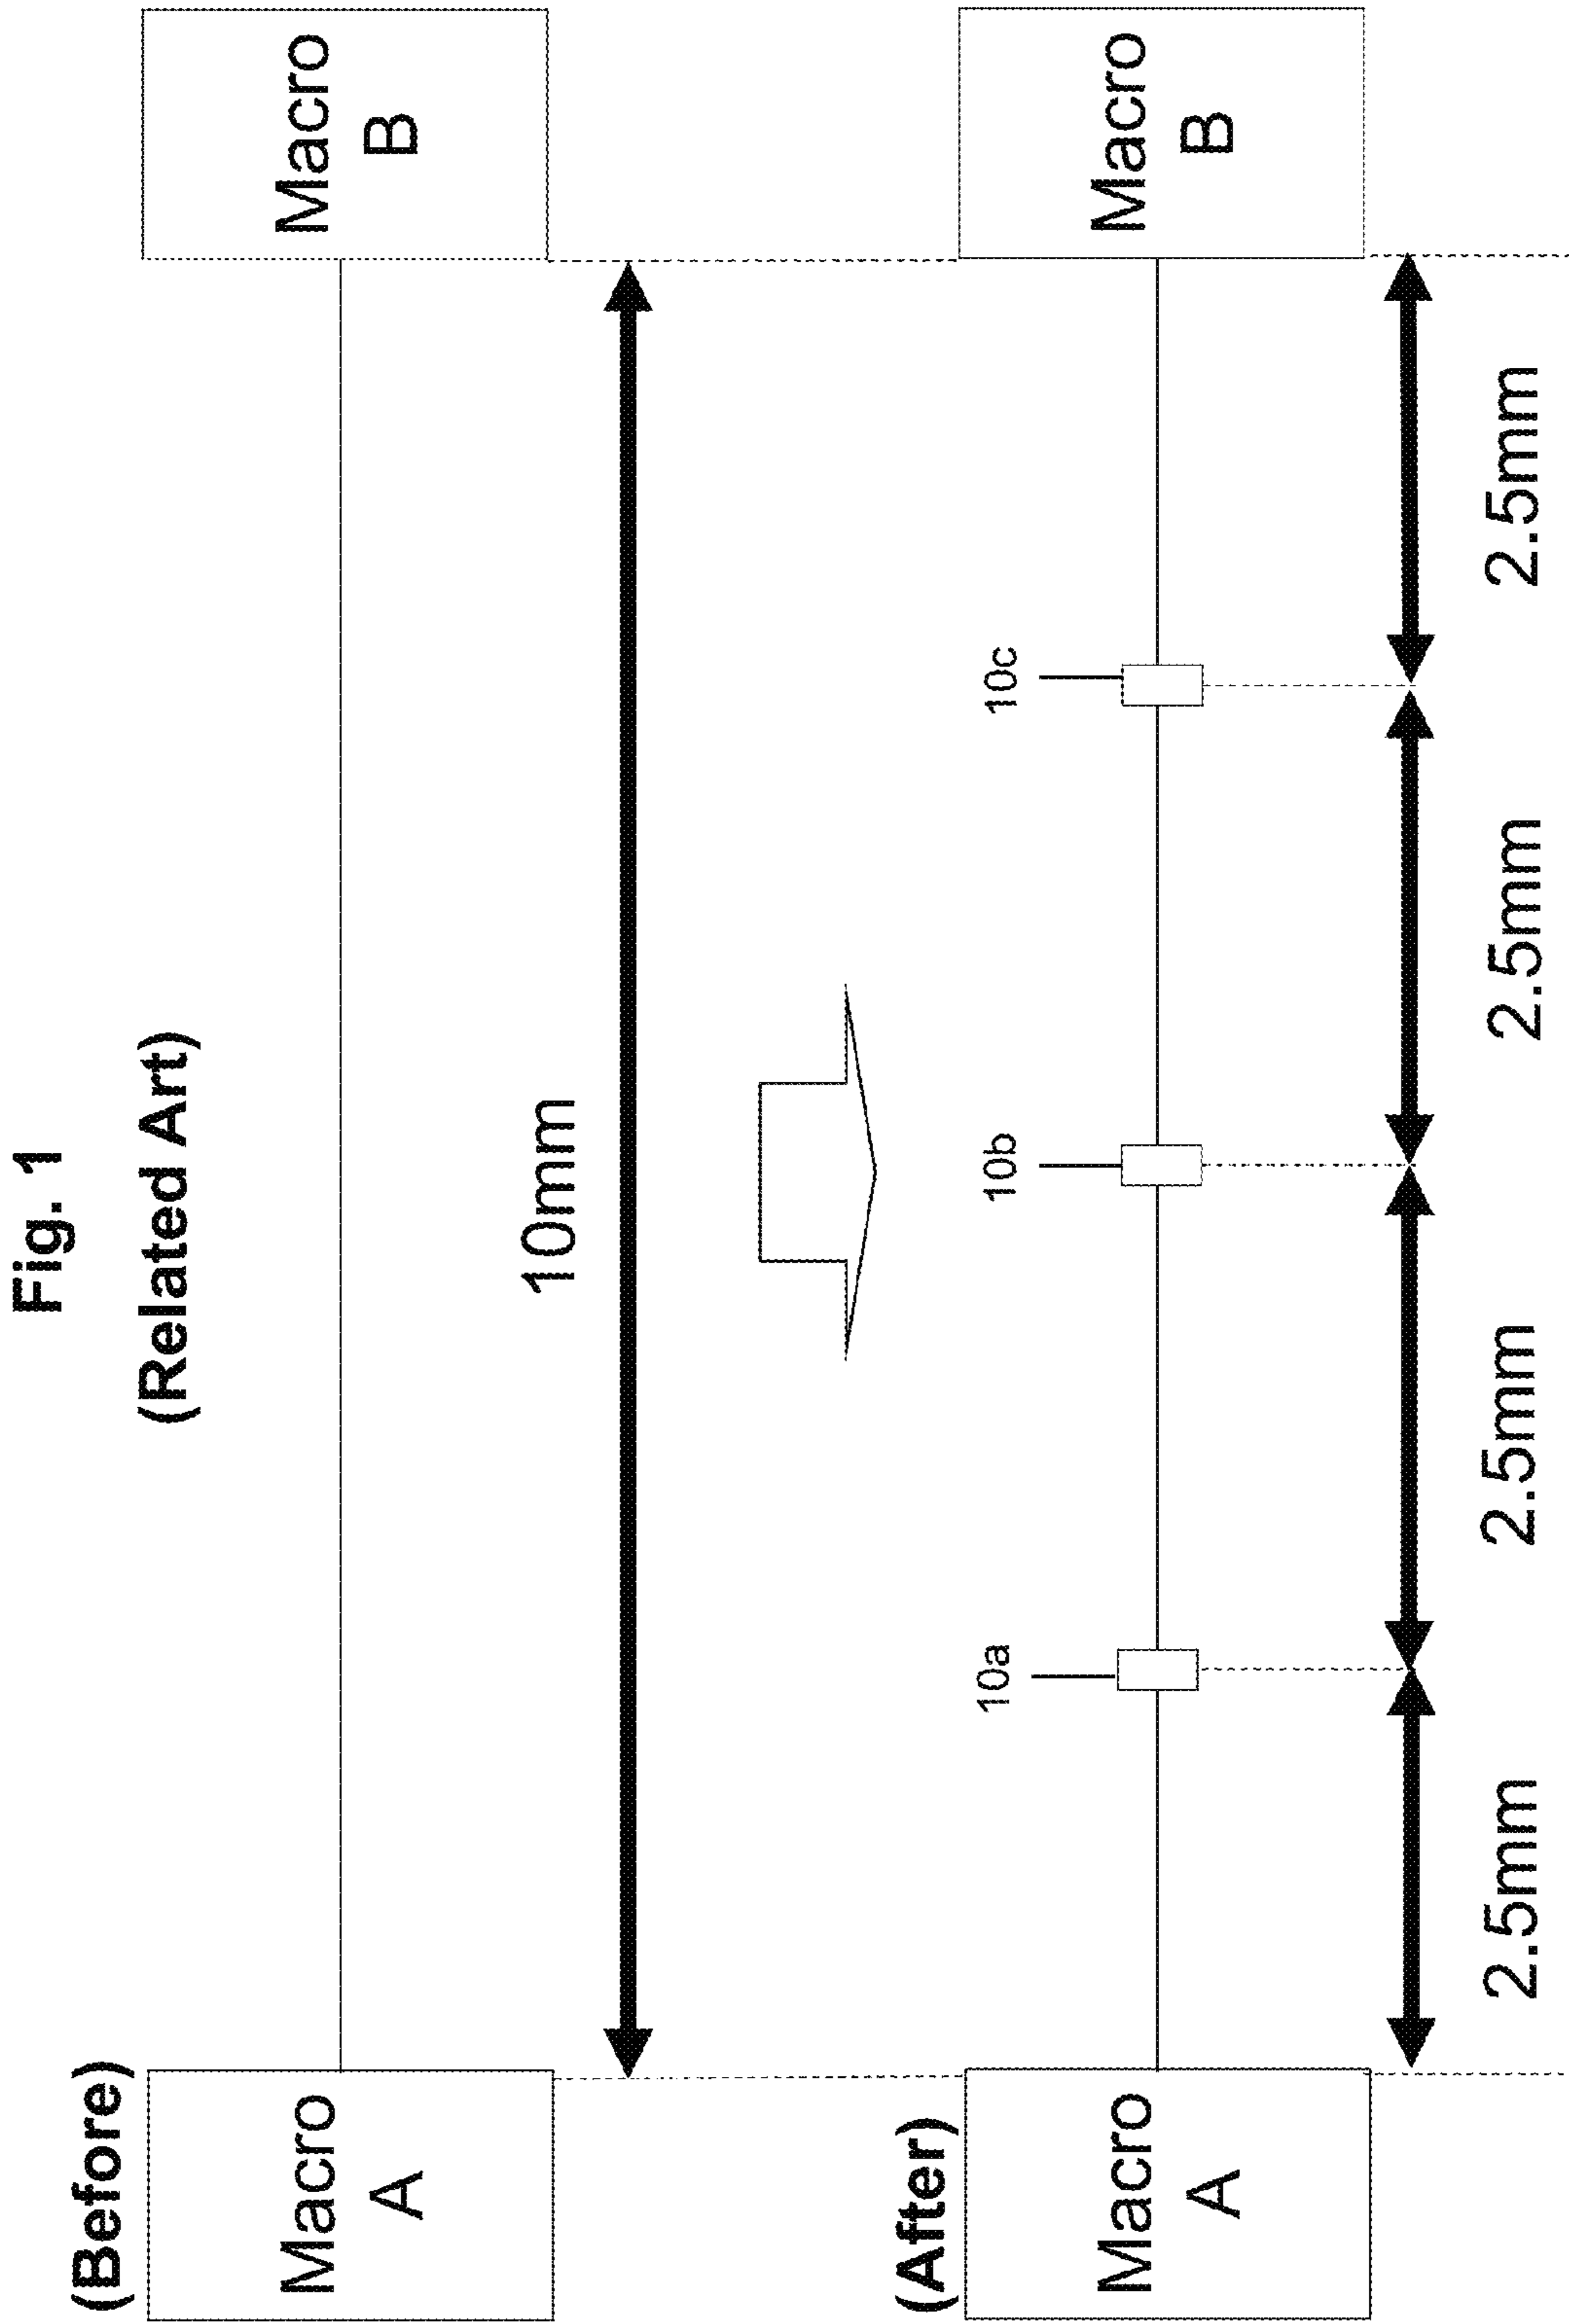 Fig. 1
(Related Art)
(Before)
Macro
A
Macro
B
10mm
(After)
Macro
A
10a
10b
10c
Macro
B
2.5mm
2.5mm
2.5mm
2.5mm